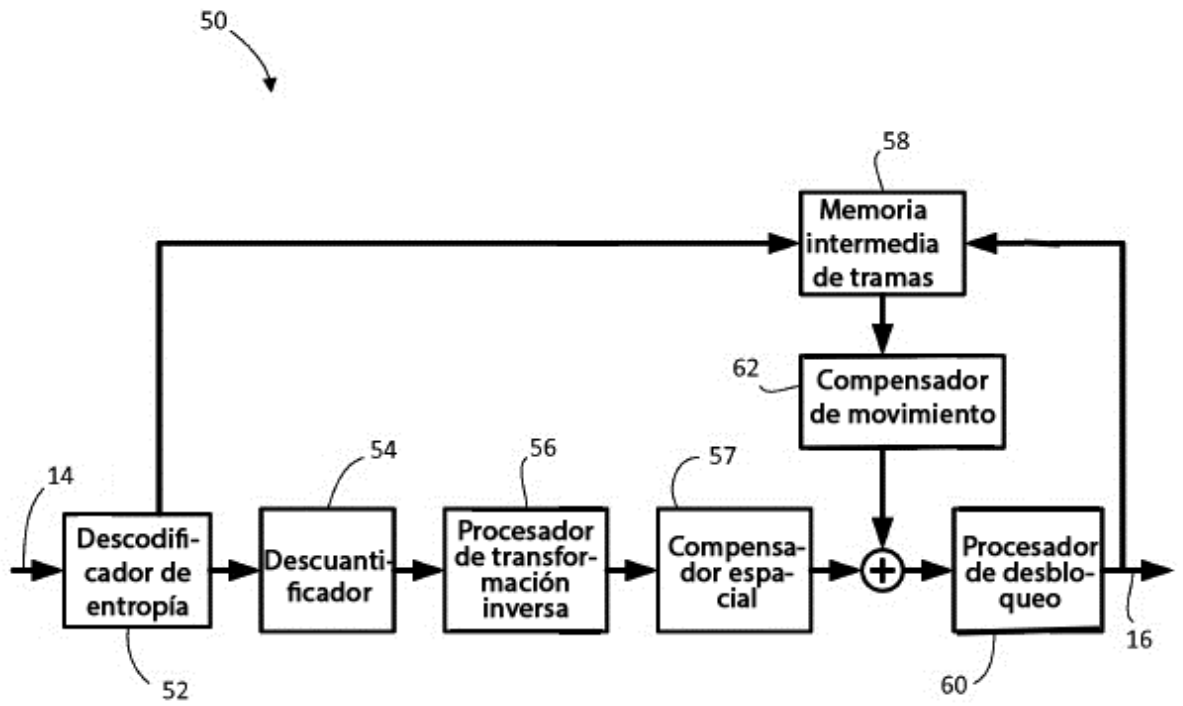 50
58
Memoria
intermedia
de tramas
62
Compensador
de movimiento
14
54
56
57
Descodifi-
cador de
entropía
Descuanti-
ficador
Procesador
de transfor-
mación
inversa
Compensa-
dor espa-
cial
+
Procesador
de desblo-
queo
52
60
16